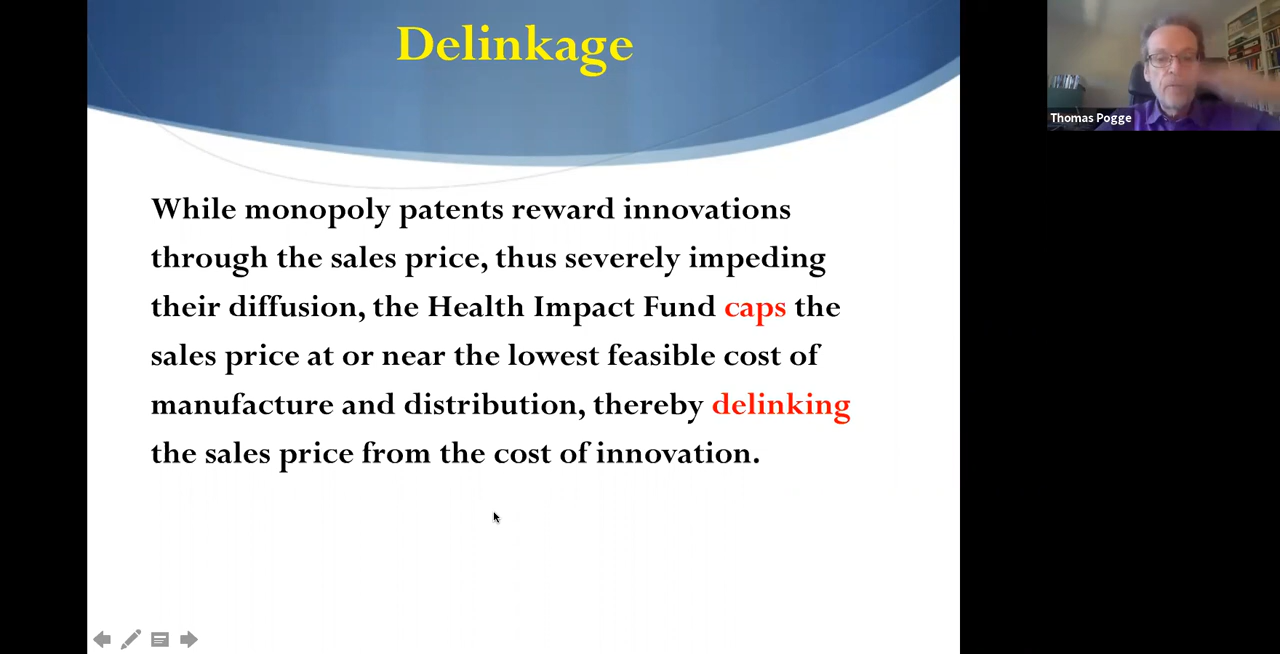 Delinkage
Thomas Pogge
While monopoly patents reward innovations
through the sales price, thus severely impeding
their diffusion, the Health Impact Fund caps the
sales price at or near the lowest feasible cost of
manufacture and distribution, thereby delinking
the sales price from the cost of innovation.